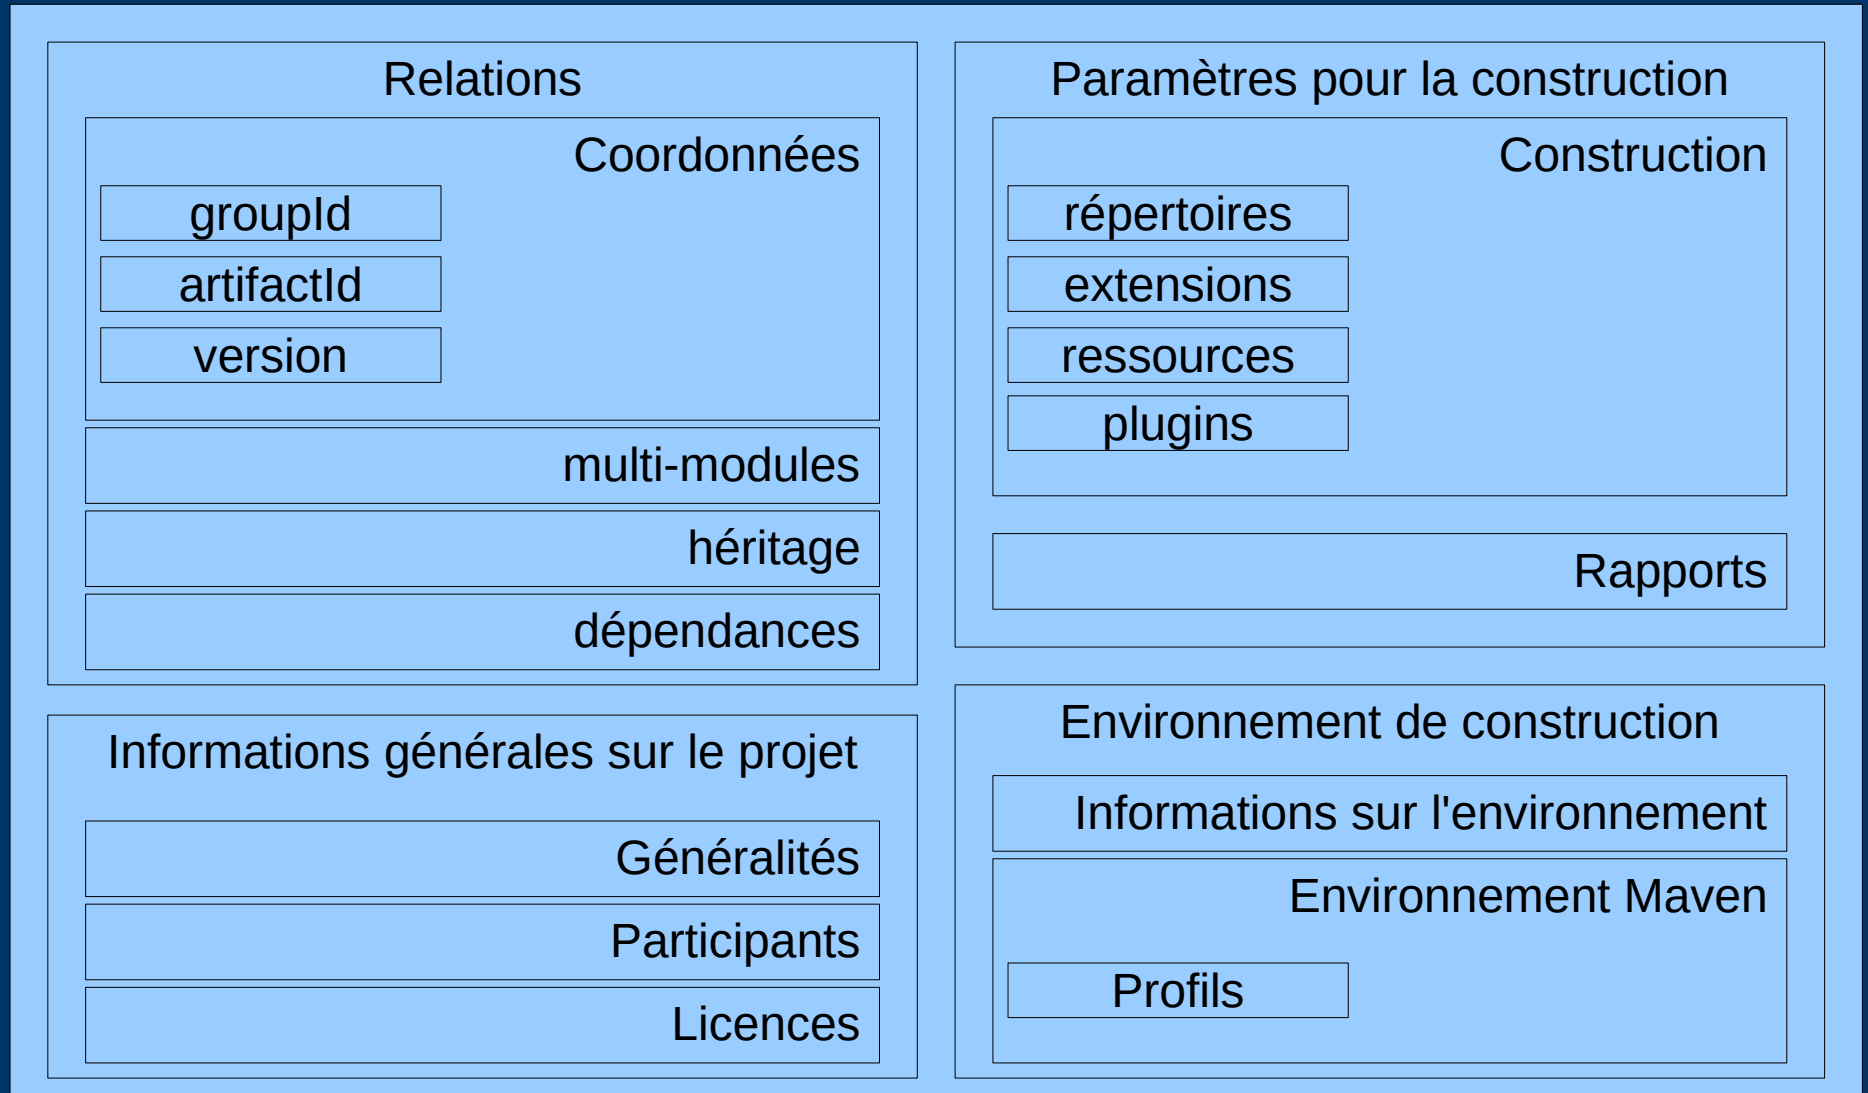 Relations
Coordonnées
groupId
artifactId
version
multi-modules
héritage
dépendances
Informations générales sur le projet
Généralités
Participants
Licences
Paramètres pour la construction
Construction
répertoires
extensions
ressources
plugins
Rapports
Environnement de construction
Informations sur l'environnement
Environnement Maven
Profils